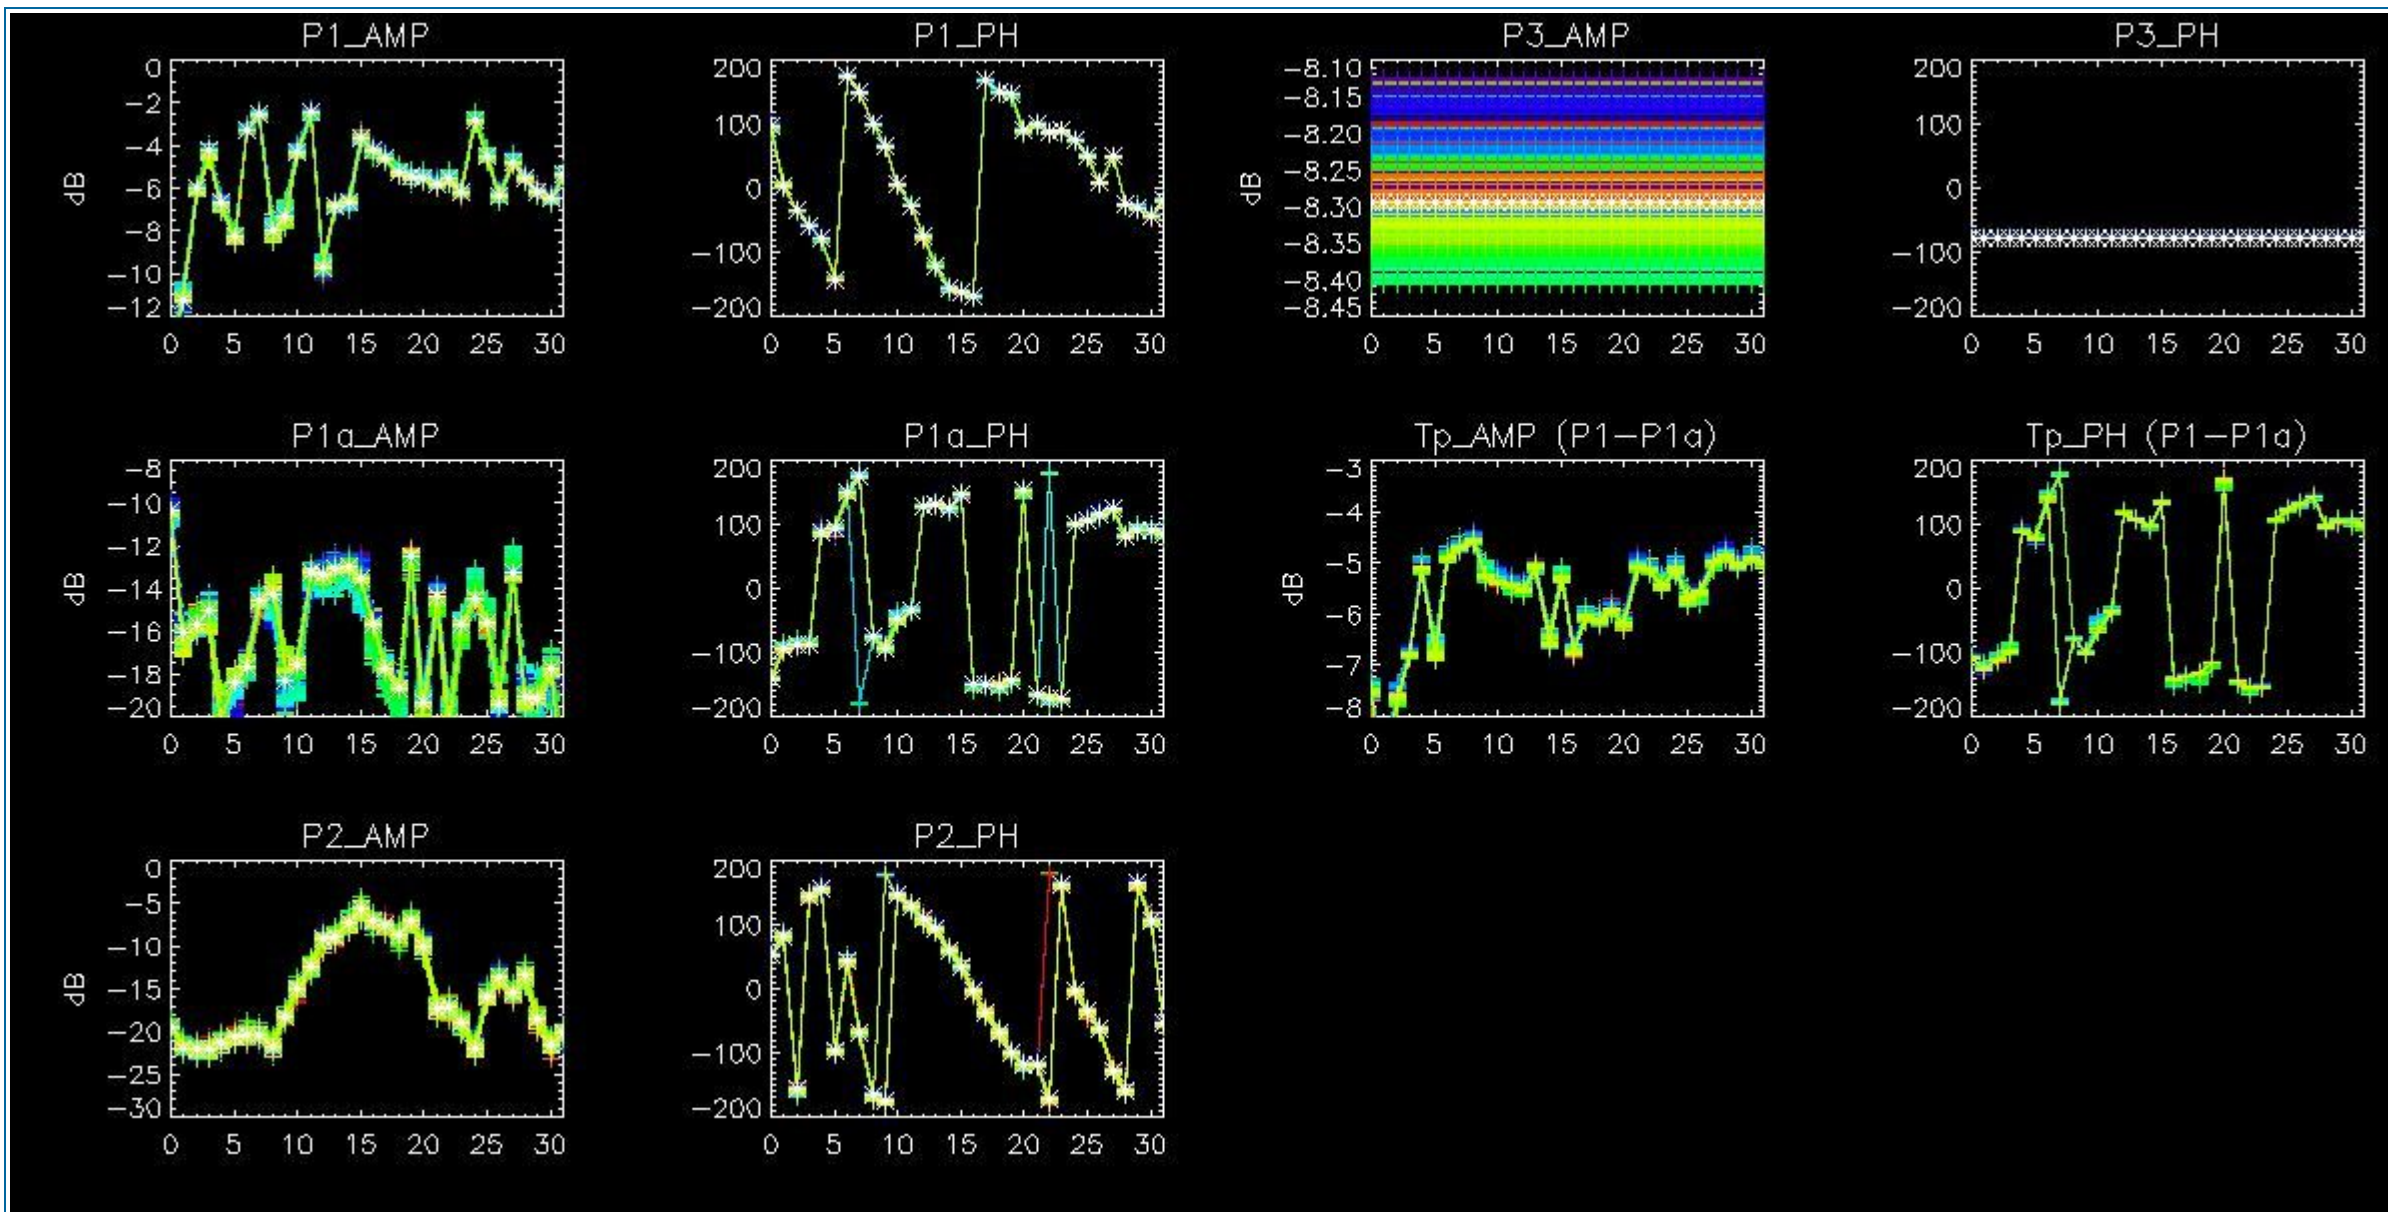 P1_AMP
0
−2
−4
−6
−8
−10
−12
dB
0 5 10 15 20 25 30
P1_PH
200
100
0
−100
−200
0 5 10 15 20 25 30
P3_AMP
−8.10
−8.15
−8.20
−8.25
−8.30
−8.35
−8.40
−8.45
dB
0 5 10 15 20 25 30
P3_PH
200
100
0
−100
−200
0 5 10 15 20 25 30
P1a_AMP
−8
−10
−12
−14
−16
−18
−20
dB
0 5 10 15 20 25 30
P1a_PH
200
100
0
−100
−200
0 5 10 15 20 25 30
Tp_AMP (P1−P1a)
−3
−4
−5
−6
−7
−8
dB
0 5 10 15 20 25 30
Tp_PH (P1−P1a)
200
100
0
−100
−200
0 5 10 15 20 25 30
P2_AMP
0
−5
−10
−15
−20
−25
−30
dB
0 5 10 15 20 25 30
P2_PH
200
100
0
−100
−200
0 5 10 15 20 25 30